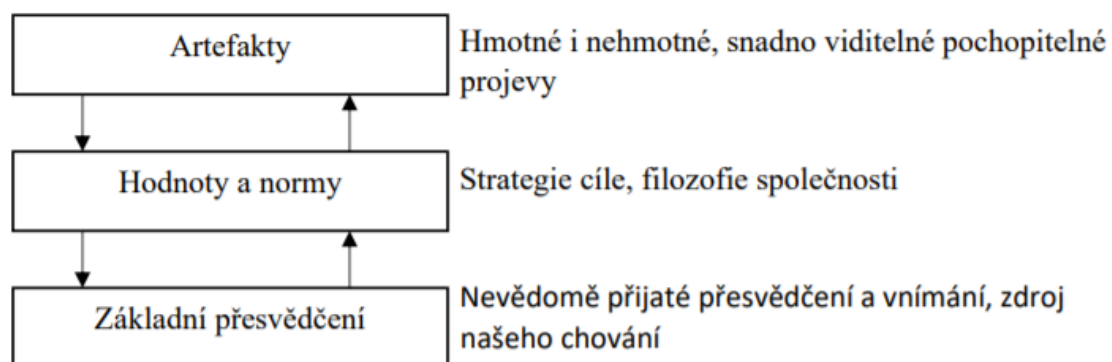 Artefakty
Hmotné i nehmotné, snadno viditelné pochopitelné
projevy
Hodnoty a normy
Strategie cíle, filozofie společnosti
Základní přesvědčení
Nevědomě přijaté přesvědčení a vnímání, zdroj
našeho chování